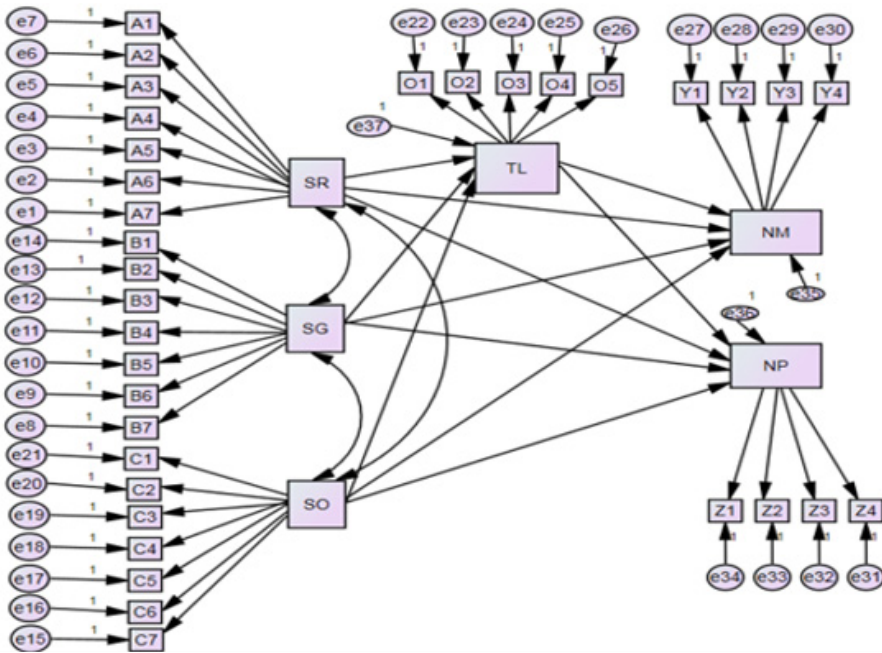 e22 e23 e24 e25 e26
1 1 1 1 1
O1 O2 O3 O4 O5
e27 e28 e29 e30
1 1 1 1
Y1 Y2 Y3 Y4
e7 1 A1
e6 1 A2
e5 1 A3
e4 1 A4
e3 1 A5
e2 1 A6
e1 1 A7
e14 1 B1
e13 1 B2
e12 1 B3
e11 1 B4
e10 1 B5
e9 1 B6
e8 1 B7
e21 1 C1
e20 1 C2
e19 1 C3
e18 1 C4
e17 1 C5
e16 1 C6
e15 1 C7
e37 1
SR
TL
SG
SO
NM
e35 1
e36 1
NP
Z1 Z2 Z3 Z4
1 1 1 1
e34 e33 e32 e31